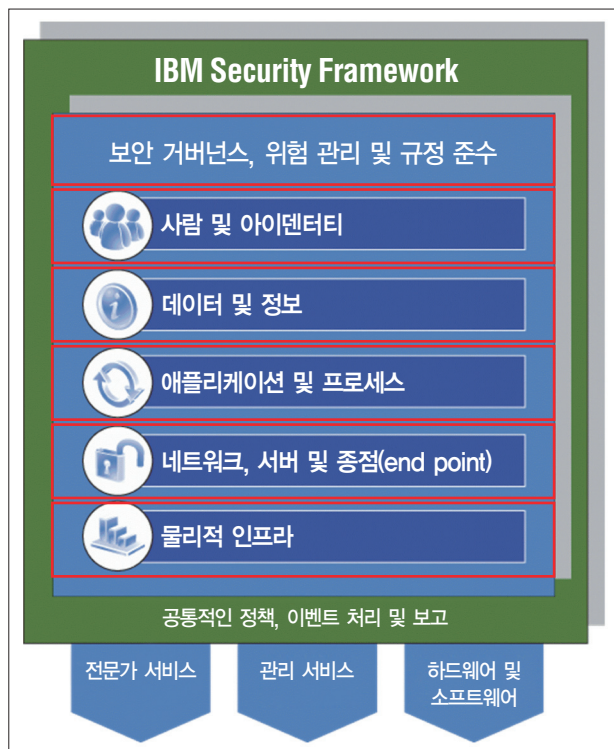 IBM Security Framework
보안 거버넌스, 위험 관리 및 규정 준수
사람 및 아이덴터티
데이터 및 정보
애플리케이션 및 프로세스
네트워크, 서버 및 종점(end point)
물리적 인프라
공통적인 정책, 이벤트 처리 및 보고
전문가 서비스
관리 서비스
하드웨어 및
소프트웨어